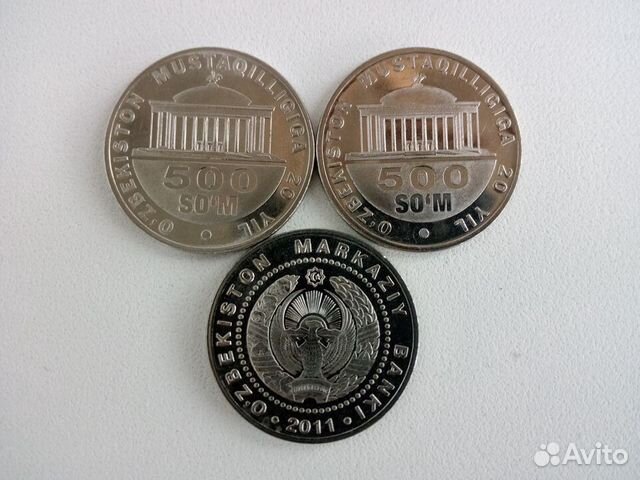 O'ZBEKISTON MUSTAQILLIGIGA 20 YIL
500
SO'M
O'ZBEKISTON MUSTAQILLIGIGA 20 YIL
500
SO'M
O'ZBEKISTON MARKAZIY BANKI
2011
Avito